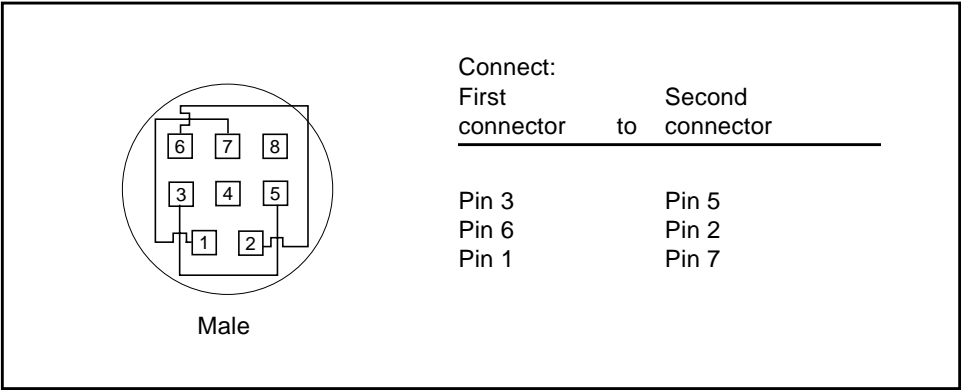 6 7 8
3 4 5
1 2
Male
Connect:
First Second
connector to connector
Pin 3 Pin 5
Pin 6 Pin 2
Pin 1 Pin 7